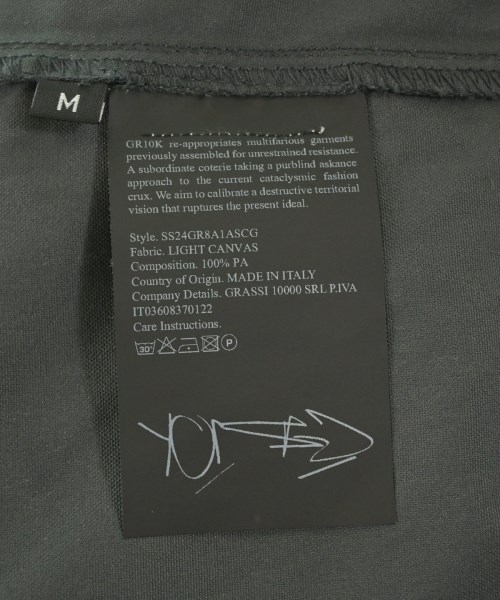 M
GR10K re-appropriates multifarious garments
previously assembled for unrestrained resistance.
A subordinate coterie taking a purblind askance
approach to the current cataclysmic fashion
crux. We aim to calibrate a destructive territorial
vision that ruptures the present ideal.
Style. SS24GR8A1ASCG
Fabric. LIGHT CANVAS
Composition. 100% PA
Country of Origin. MADE IN ITALY
Company Details. GRASSI 10000 SRL P.IVA
IT03608370122
Care Instructions.
30° P